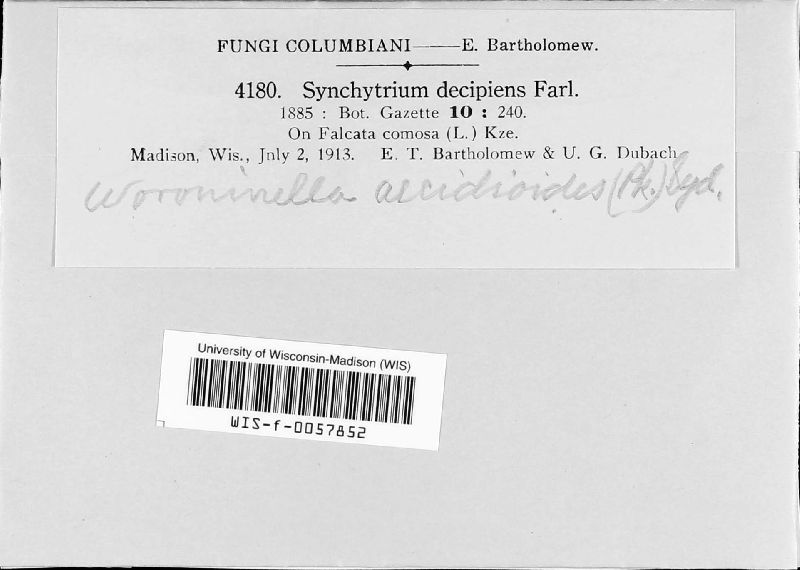 FUNGI COLUMBIANI——E. Bartholomew.
4180. Synchytrium decipiens Farl.
1885 : Bot. Gazette 10 : 240.
On Falcata comosa (L.) Kze.
Madison, Wis., July 2, 1913. E. T. Bartholomew & U. G. Dubach
Woroninella aecidioides (Pk.) Syd.
University of Wisconsin-Madison (WIS)
WIS-f-0057852